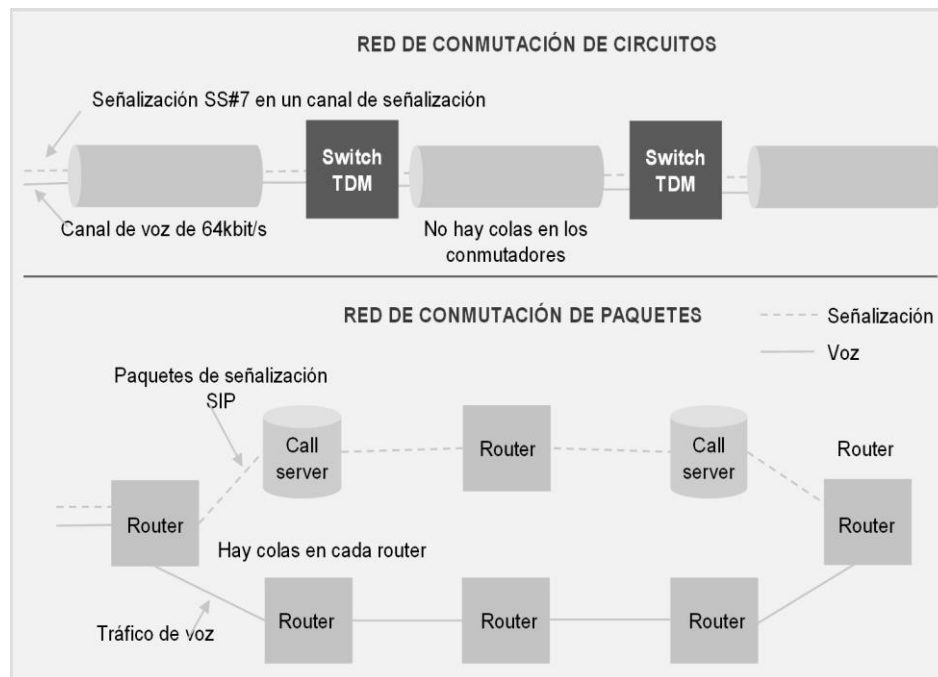 RED DE CONMUTACIÓN DE CIRCUITOS
Señalización SS#7 en un canal de señalización
Switch
TDM
Switch
TDM
Canal de voz de 64kbit/s
No hay colas en los
conmutadores
RED DE CONMUTACIÓN DE PAQUETES
Señalización
Voz
Paquetes de señalización
SIP
Call
server
Router
Call
server
Router
Router
Router
Hay colas en cada router
Router
Router
Router
Tráfico de voz